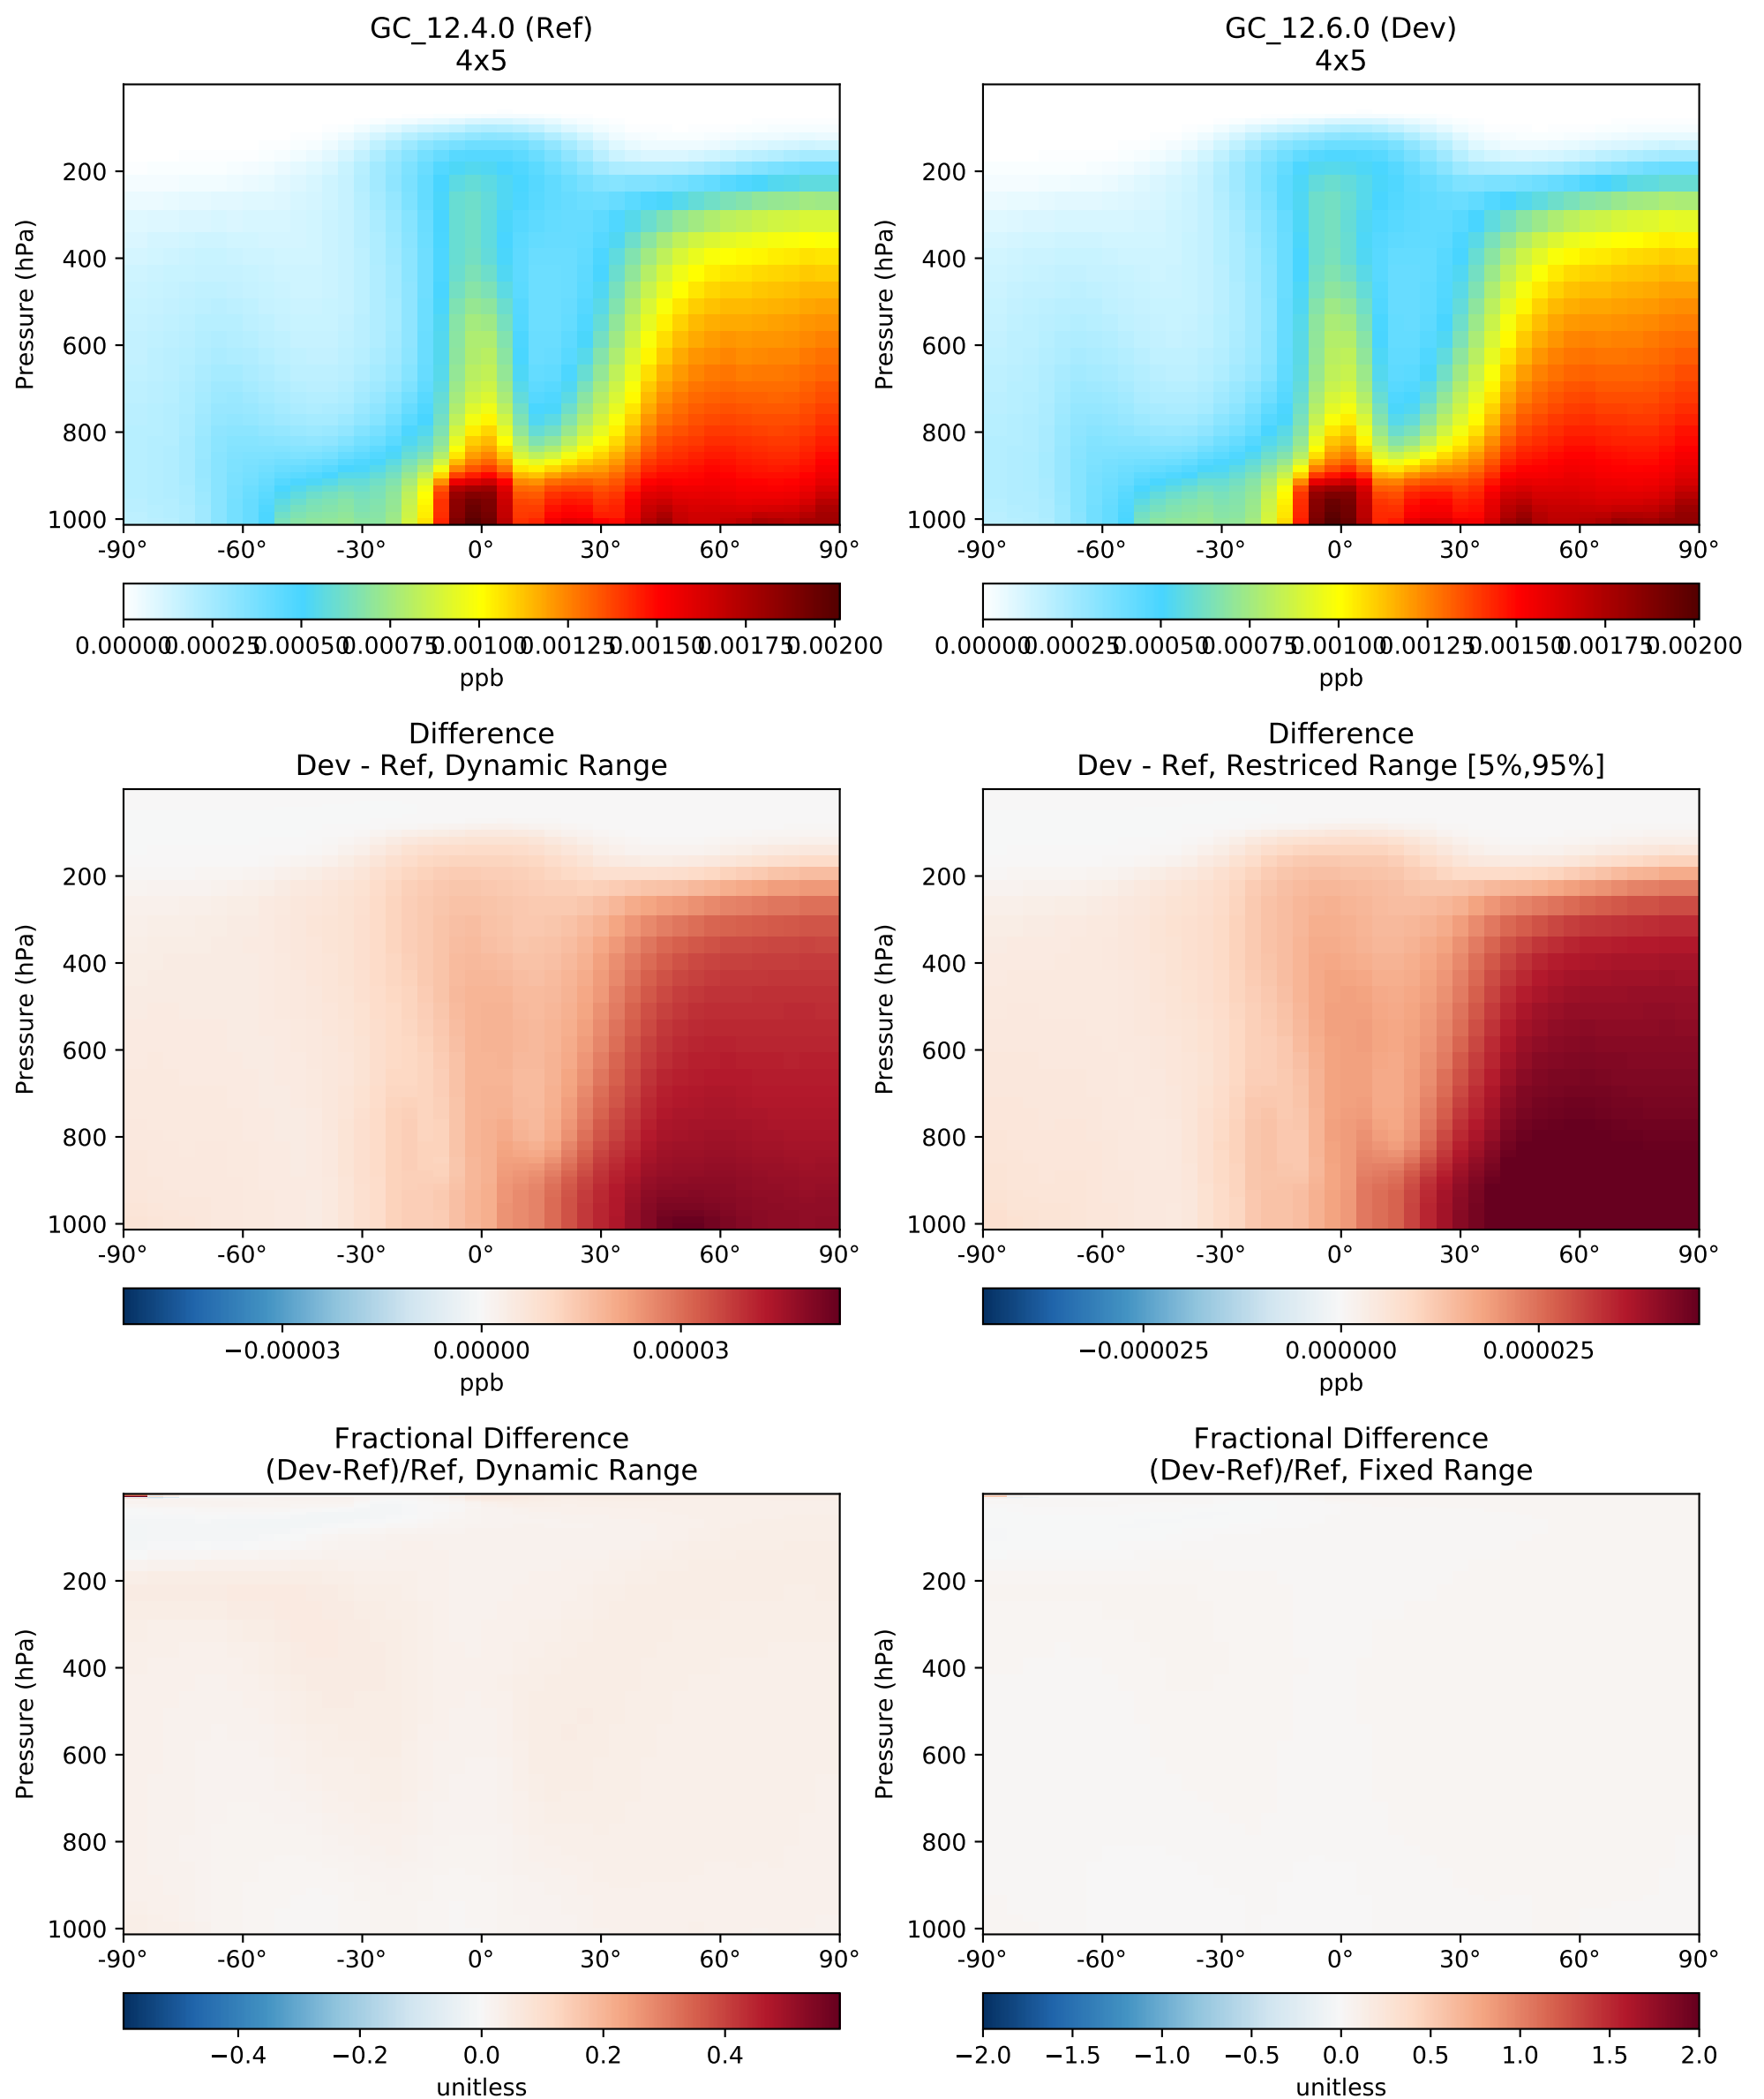 GC_12.4.0 (Ref)
4x5
GC_12.6.0 (Dev)
4x5
Pressure (hPa)
200
400
600
800
1000
-90° -60° -30° 0° 30° 60° 90°
0.00000 0.00025 0.00050 0.00075 0.00100 0.00125 0.00150 0.00175 0.00200
ppb
Pressure (hPa)
200
400
600
800
1000
-90° -60° -30° 0° 30° 60° 90°
0.00000 0.00025 0.00050 0.00075 0.00100 0.00125 0.00150 0.00175 0.00200
ppb
Difference
Dev - Ref, Dynamic Range
Difference
Dev - Ref, Restriced Range [5%,95%]
Pressure (hPa)
200
400
600
800
1000
-90° -60° -30° 0° 30° 60° 90°
−0.00003 0.00000 0.00003
ppb
Pressure (hPa)
200
400
600
800
1000
-90° -60° -30° 0° 30° 60° 90°
−0.000025 0.000000 0.000025
ppb
Fractional Difference
(Dev-Ref)/Ref, Dynamic Range
Fractional Difference
(Dev-Ref)/Ref, Fixed Range
Pressure (hPa)
200
400
600
800
1000
-90° -60° -30° 0° 30° 60° 90°
−0.4 −0.2 0.0 0.2 0.4
unitless
Pressure (hPa)
200
400
600
800
1000
-90° -60° -30° 0° 30° 60° 90°
−2.0 −1.5 −1.0 −0.5 0.0 0.5 1.0 1.5 2.0
unitless